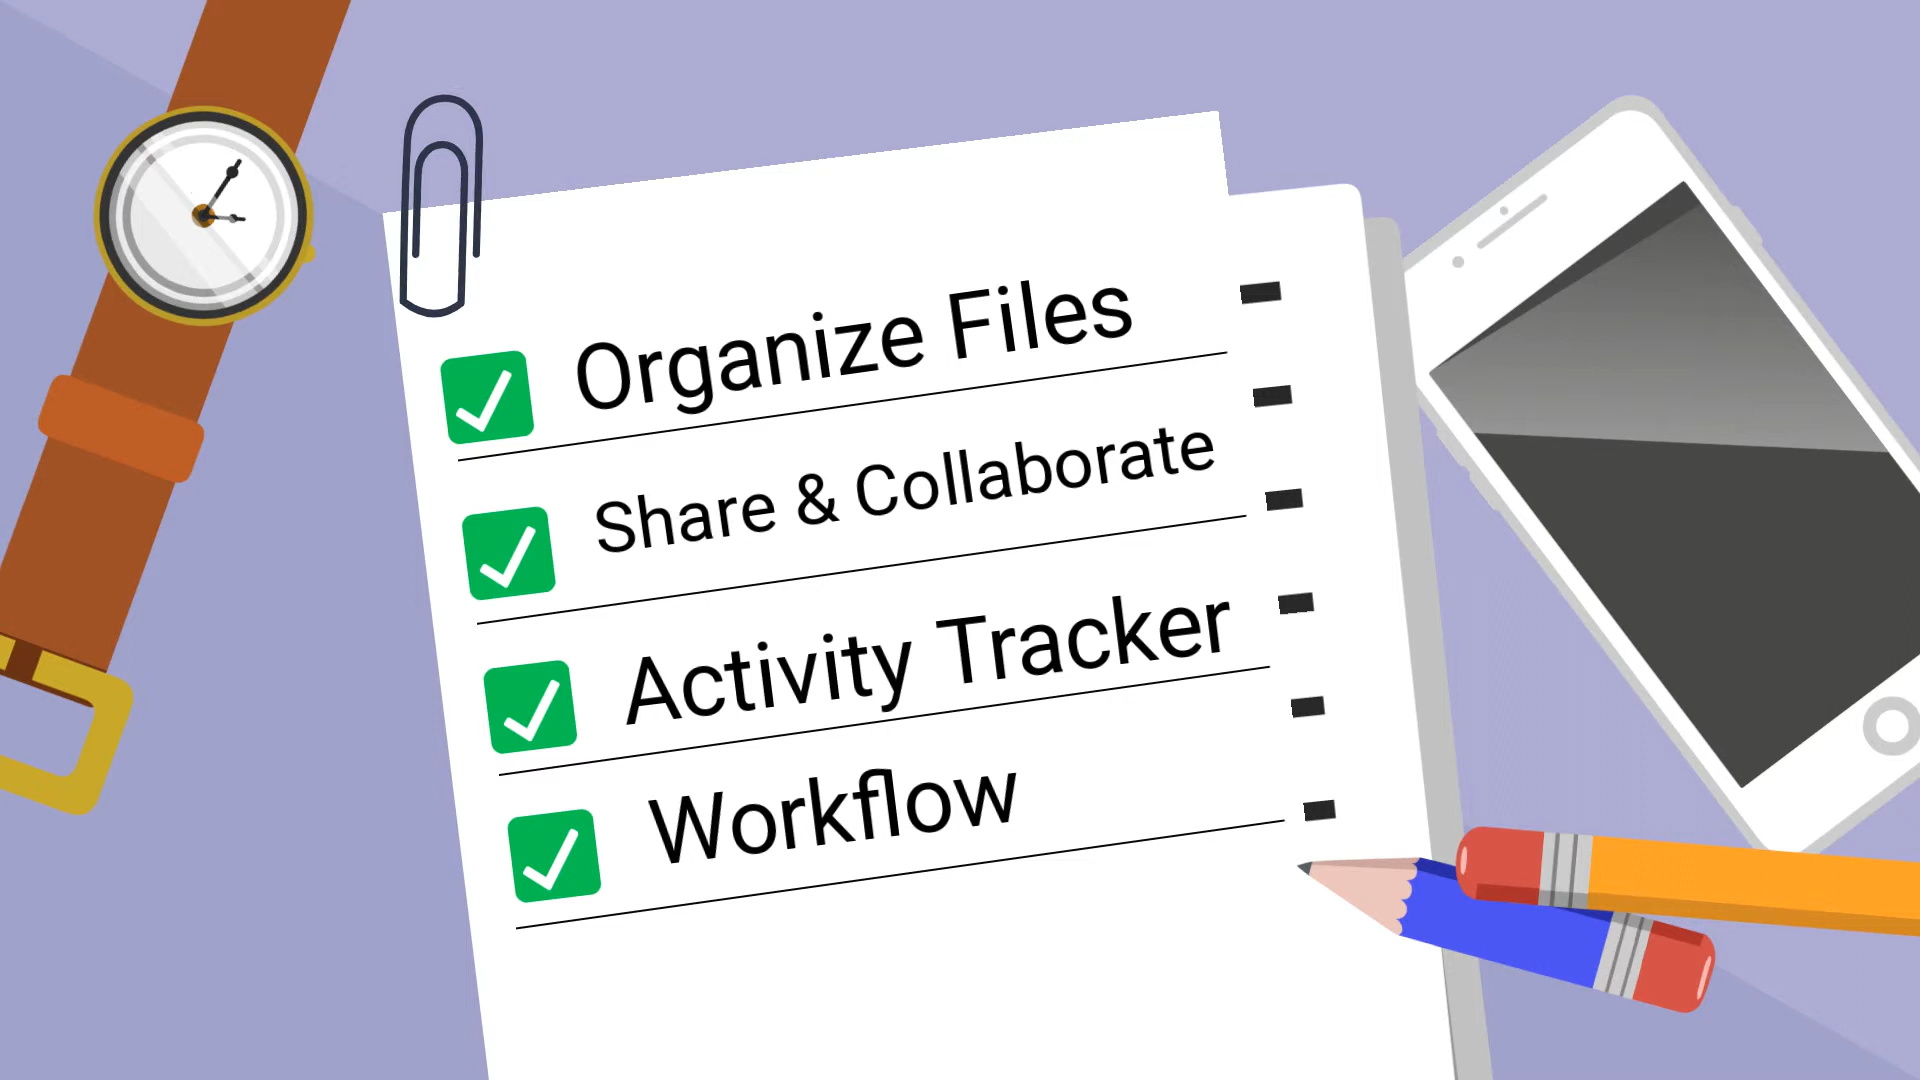 Organize Files
Share & Collaborate
Activity Tracker
Workflow